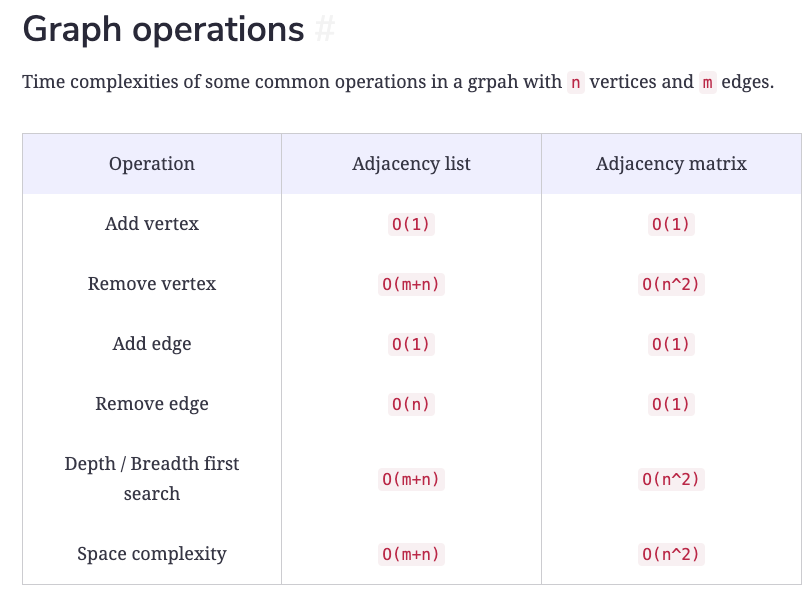 Graph operations #
Time complexities of some common operations in a grpah with n vertices and m edges.
Operation Adjacency list Adjacency matrix
Add vertex O(1) O(1)
Remove vertex O(m+n) O(n^2)
Add edge O(1) O(1)
Remove edge O(n) O(1)
Depth / Breadth first
search O(m+n) O(n^2)
Space complexity O(m+n) O(n^2)